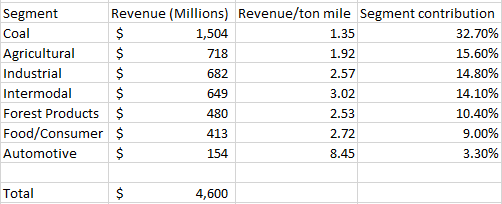 Segment Revenue (Millions) Revenue/ton mile Segment contribution
Coal $ 1,504 1.35 32.70%
Agricultural $ 718 1.92 15.60%
Industrial $ 682 2.57 14.80%
Intermodal $ 649 3.02 14.10%
Forest Products $ 480 2.53 10.40%
Food/Consumer $ 413 2.72 9.00%
Automotive $ 154 8.45 3.30%
Total $ 4,600